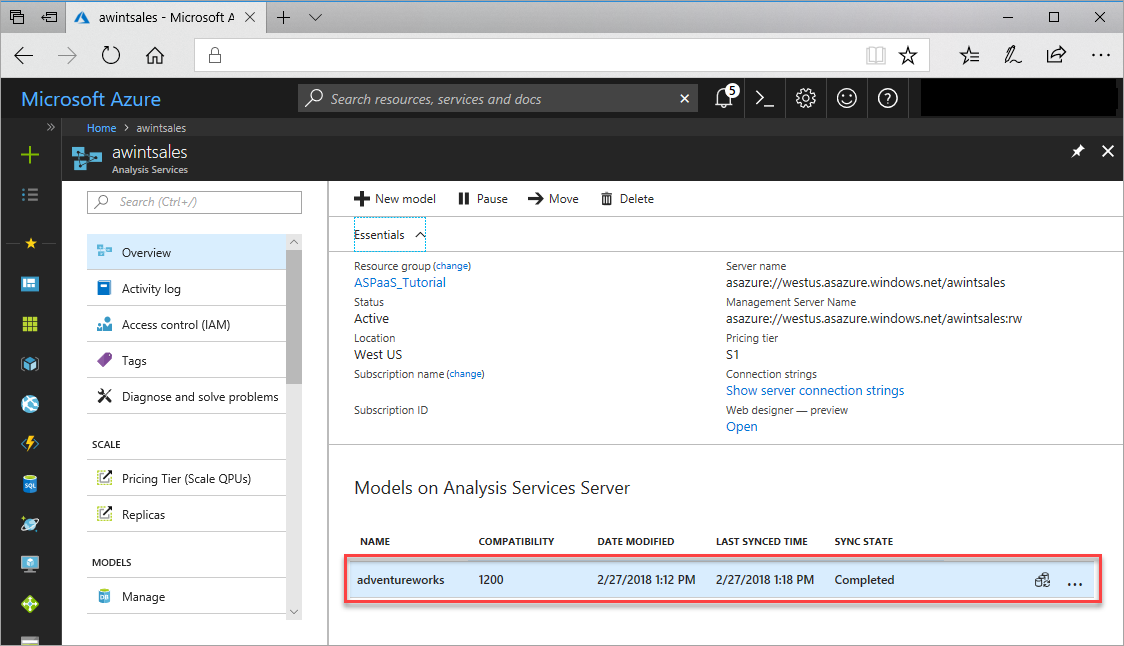 awintsales - Microsoft A
Microsoft Azure
Search resources, services and docs
5
Home > awintsales
awintsales
Analysis Services
Search (Ctrl+/)
Overview
Activity log
Access control (IAM)
Tags
Diagnose and solve problems
SCALE
Pricing Tier (Scale QPUs)
Replicas
MODELS
Manage
New model Pause Move Delete
Essentials
Resource group (change)
ASPaaS_Tutorial
Status
Active
Location
West US
Subscription name (change)
Subscription ID
Server name
asazure://westus.asazure.windows.net/awintsales
Management Server Name
asazure://westus.asazure.windows.net/awintsales:rw
Pricing tier
S1
Connection strings
Show server connection strings
Web designer — preview
Open
Models on Analysis Services Server
NAME COMPATIBILITY DATE MODIFIED LAST SYNCED TIME SYNC STATE
adventureworks 1200 2/27/2018 1:12 PM 2/27/2018 1:18 PM Completed